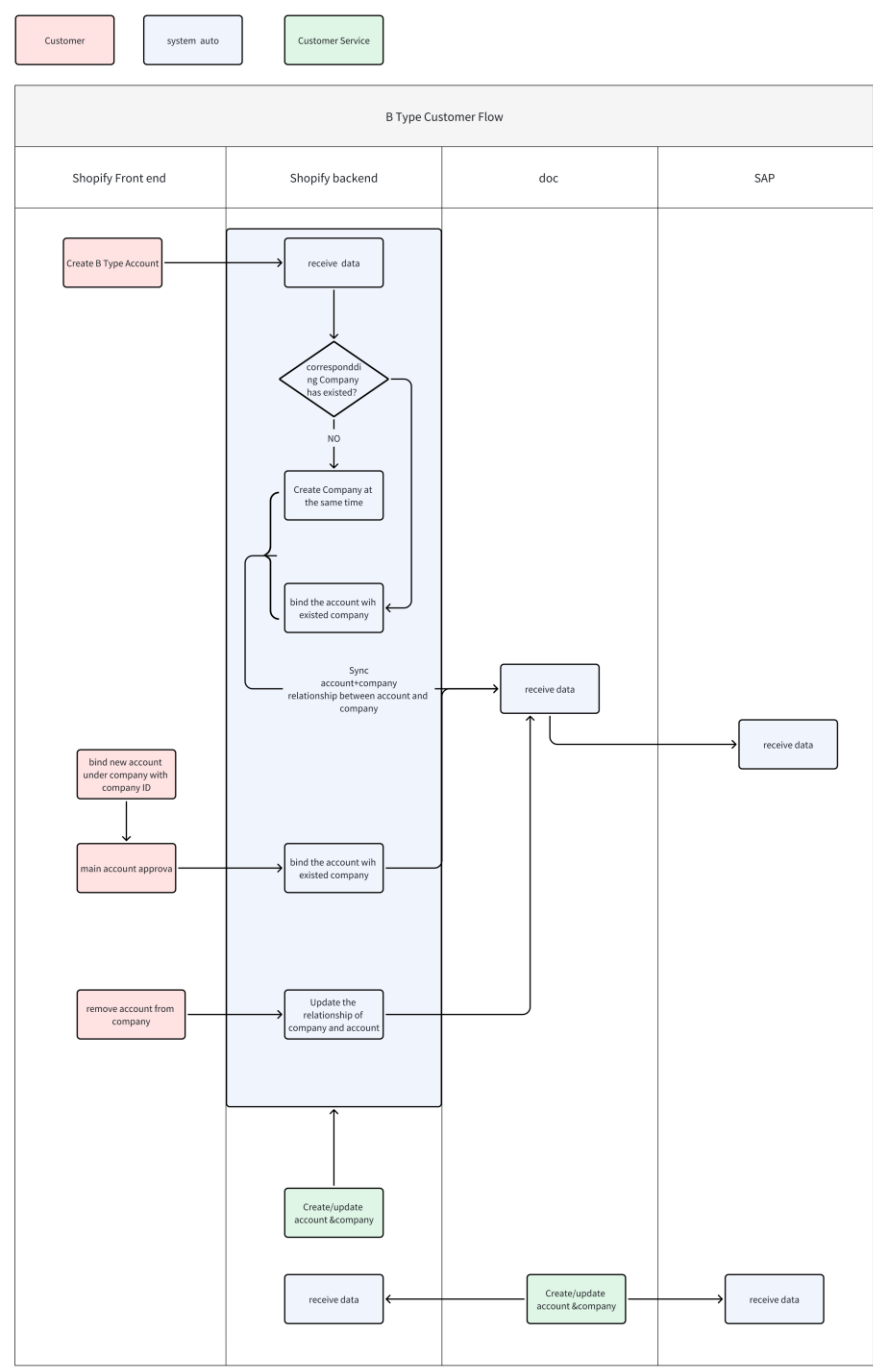 Customer
system auto
Customer Service
B Type Customer Flow
Shopify Front end
Shopify backend
doc
SAP
Create B Type Account
receive data
corresponddi
ng Company
has existed?
NO
Create Company at
the same time
bind the account wih
existed company
Sync
account+company
relationship between account and
company
receive data
receive data
bind new account
under company with
company ID
main account approva
bind the account wih
existed company
remove account from
company
Update the
relationship of
company and account
Create/update
account &company
receive data
Create/update
account &company
receive data